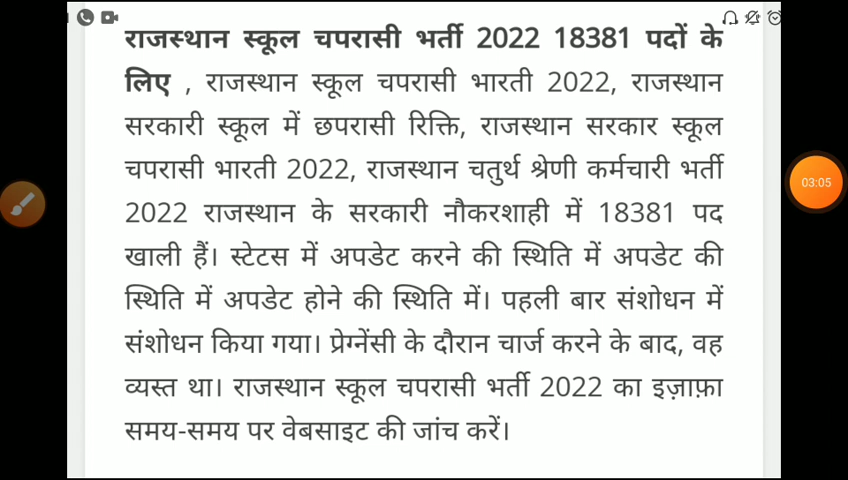 राजस्थान स्कूल चपरासी भर्ती 2022 18381 पदों के
लिए , राजस्थान स्कूल चपरासी भारती 2022, राजस्थान
सरकारी स्कूल में छपरासी रिक्ति, राजस्थान सरकार स्कूल
चपरासी भारती 2022, राजस्थान चतुर्थ श्रेणी कर्मचारी भर्ती
2022 राजस्थान के सरकारी नौकरशाही में 18381 पद
खाली हैं। स्टेटस में अपडेट करने की स्थिति में अपडेट की
स्थिति में अपडेट होने की स्थिति में। पहली बार संशोधन में
संशोधन किया गया। प्रेग्नेंसी के दौरान चार्ज करने के बाद, वह
व्यस्त था। राजस्थान स्कूल चपरासी भर्ती 2022 का इज़ाफ़ा
समय-समय पर वेबसाइट की जांच करें।
03:05